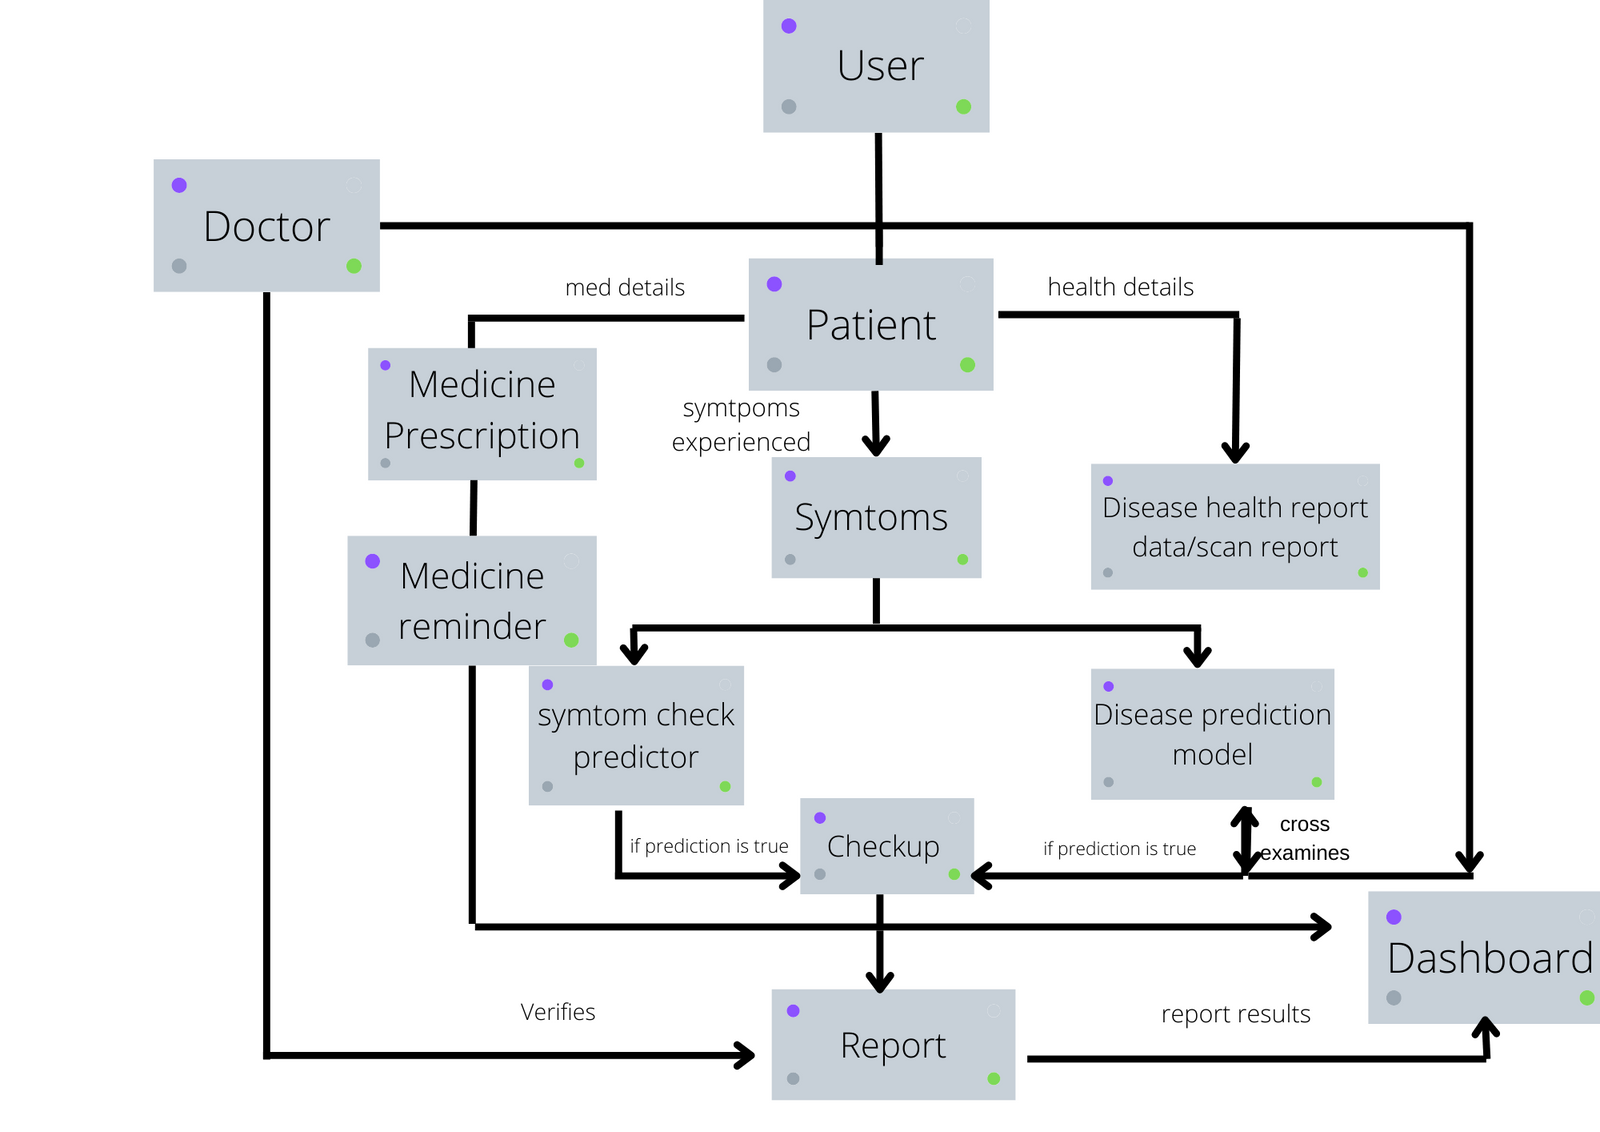 User
Doctor
med details
health details
Patient
Medicine
Prescription
symtpoms
experienced
Symtoms
Disease health report
data/scan report
Medicine
reminder
symtom check
predictor
Disease prediction
model
if prediction is true
Checkup
if prediction is true
cross
examines
Dashboard
Verifies
report results
Report